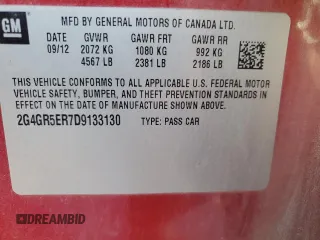 GM
MFD BY GENERAL MOTORS OF CANADA LTD.
DATE GVWR GAWR FRT GAWR RR
09/12 2072 KG 1080 KG 992 KG
4567 LB 2381 LB 2186 LB
THIS VEHICLE CONFORMS TO ALL APPLICABLE U.S. FEDERAL MOTOR
VEHICLE SAFETY, BUMPER, AND THEFT PREVENTION STANDARDS
IN EFFECT ON THE DATE OF MANUFACTURE SHOWN ABOVE.
2G4GR5ER7D9133130 TYPE: PASS CAR
DREAMBID